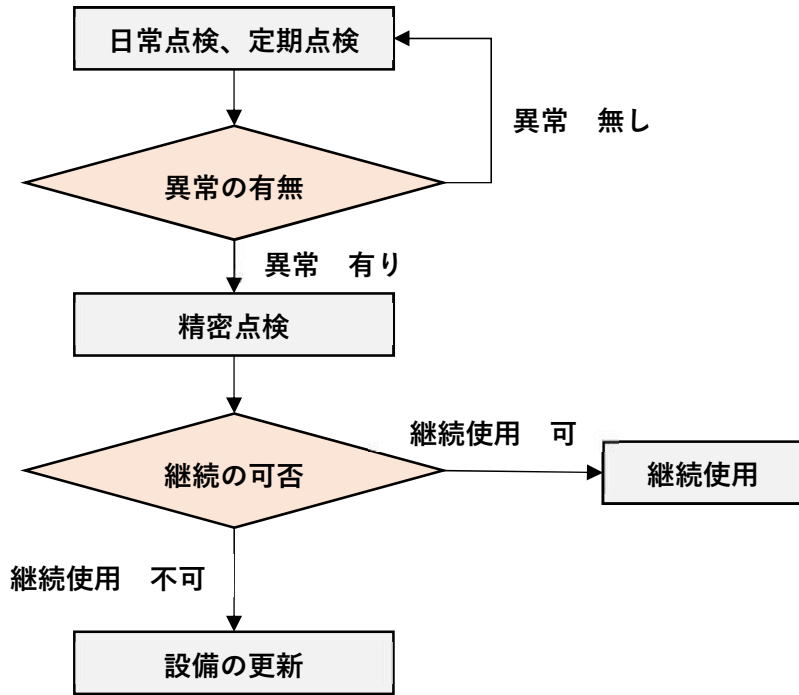 日常点検、定期点検
異常　無し
異常の有無
異常　有り
精密点検
継続使用　可
継続の可否
継続使用
継続使用　不可
設備の更新